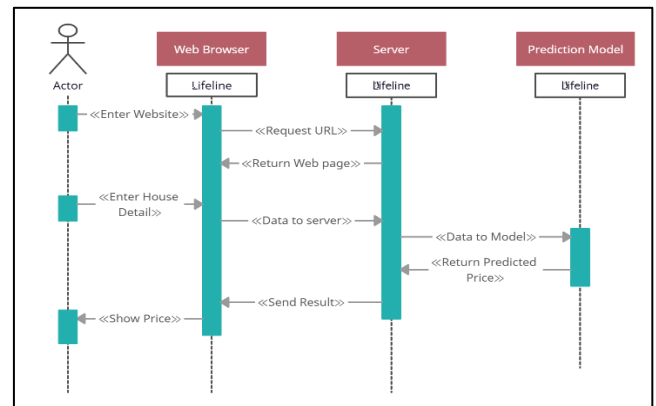 Web Browser
Server
Prediction Model
Actor
Lifeline
Lifeline
Lifeline
«Enter Website»
«Request URL»
«Return Web page»
«Enter House
Detail»
«Data to server»
«Data to Model»
«Return Predicted
Price»
«Send Result»
«Show Price»